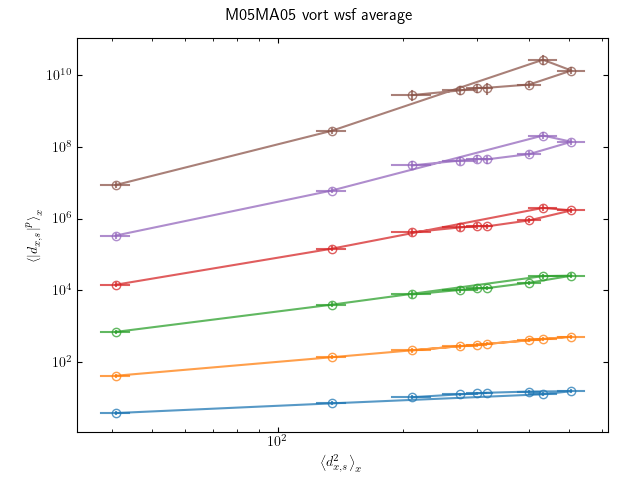 M05MA05 vort wsf average
⟨|d_{x,s}|^p⟩_x
10^{10}
10^8
10^6
10^4
10^2
10^2
⟨d_{x,s}^2⟩_x